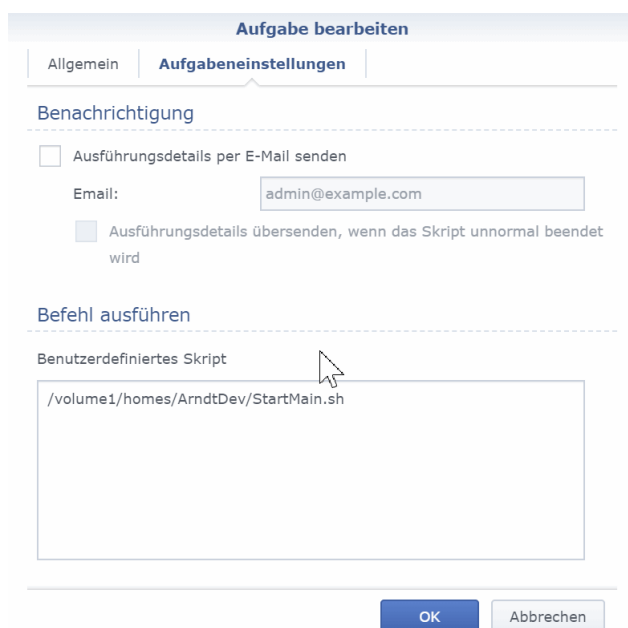 Aufgabe bearbeiten
Allgemein
Aufgabeneinstellungen
Benachrichtigung
Ausführungsdetails per E-Mail senden
Email:
admin@example.com
Ausführungsdetails übersenden, wenn das Skript unnormal beendet
wird
Befehl ausführen
Benutzerdefiniertes Skript
/volume1/homes/ArndtDev/StartMain.sh
OK
Abbrechen